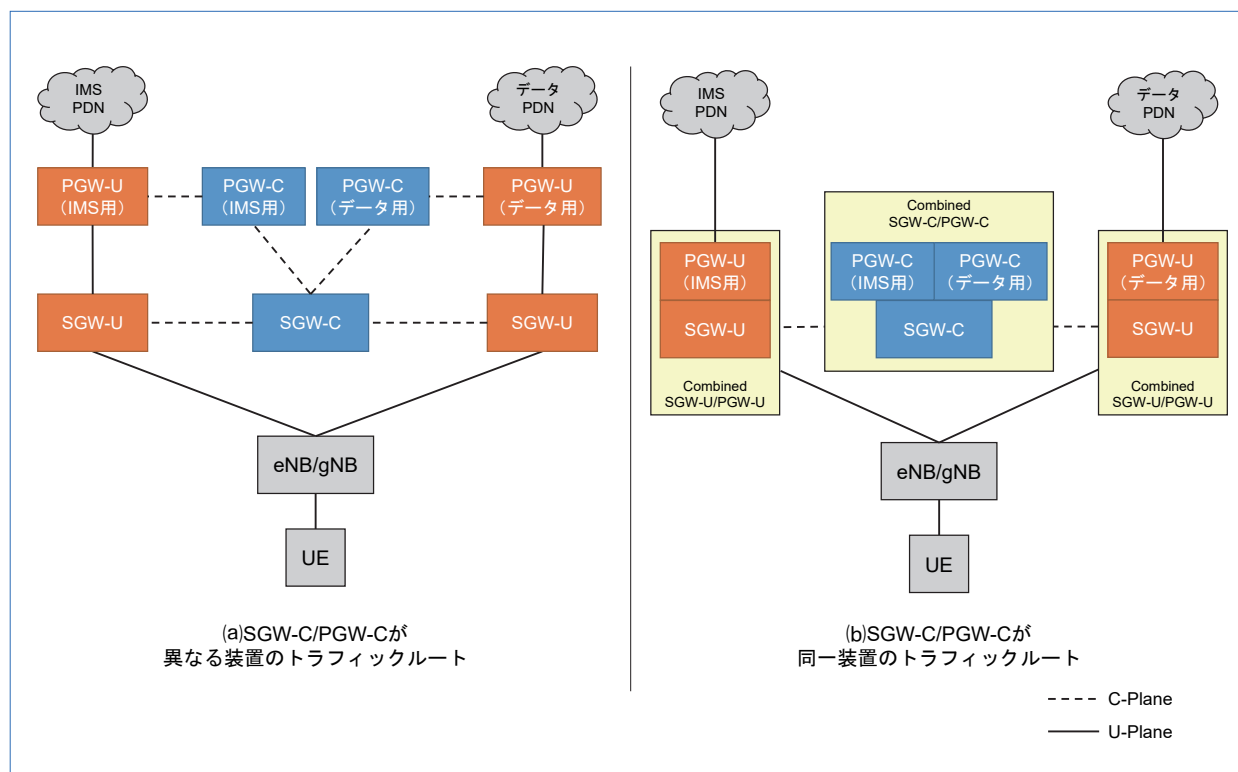 IMS
PDN
データ
PDN
PGW-U
（IMS用）
PGW-C
（IMS用）
PGW-C
（データ用）
PGW-U
（データ用）
SGW-U
SGW-C
SGW-U
eNB/gNB
UE
(a)SGW-C/PGW-Cが
異なる装置のトラフィックルート
IMS
PDN
データ
PDN
Combined
SGW-C/PGW-C
PGW-U
（IMS用）
PGW-C
（IMS用）
PGW-C
（データ用）
PGW-U
（データ用）
SGW-U
SGW-C
SGW-U
Combined
SGW-U/PGW-U
Combined
SGW-U/PGW-U
eNB/gNB
UE
(b)SGW-C/PGW-Cが
同一装置のトラフィックルート
C-Plane
U-Plane